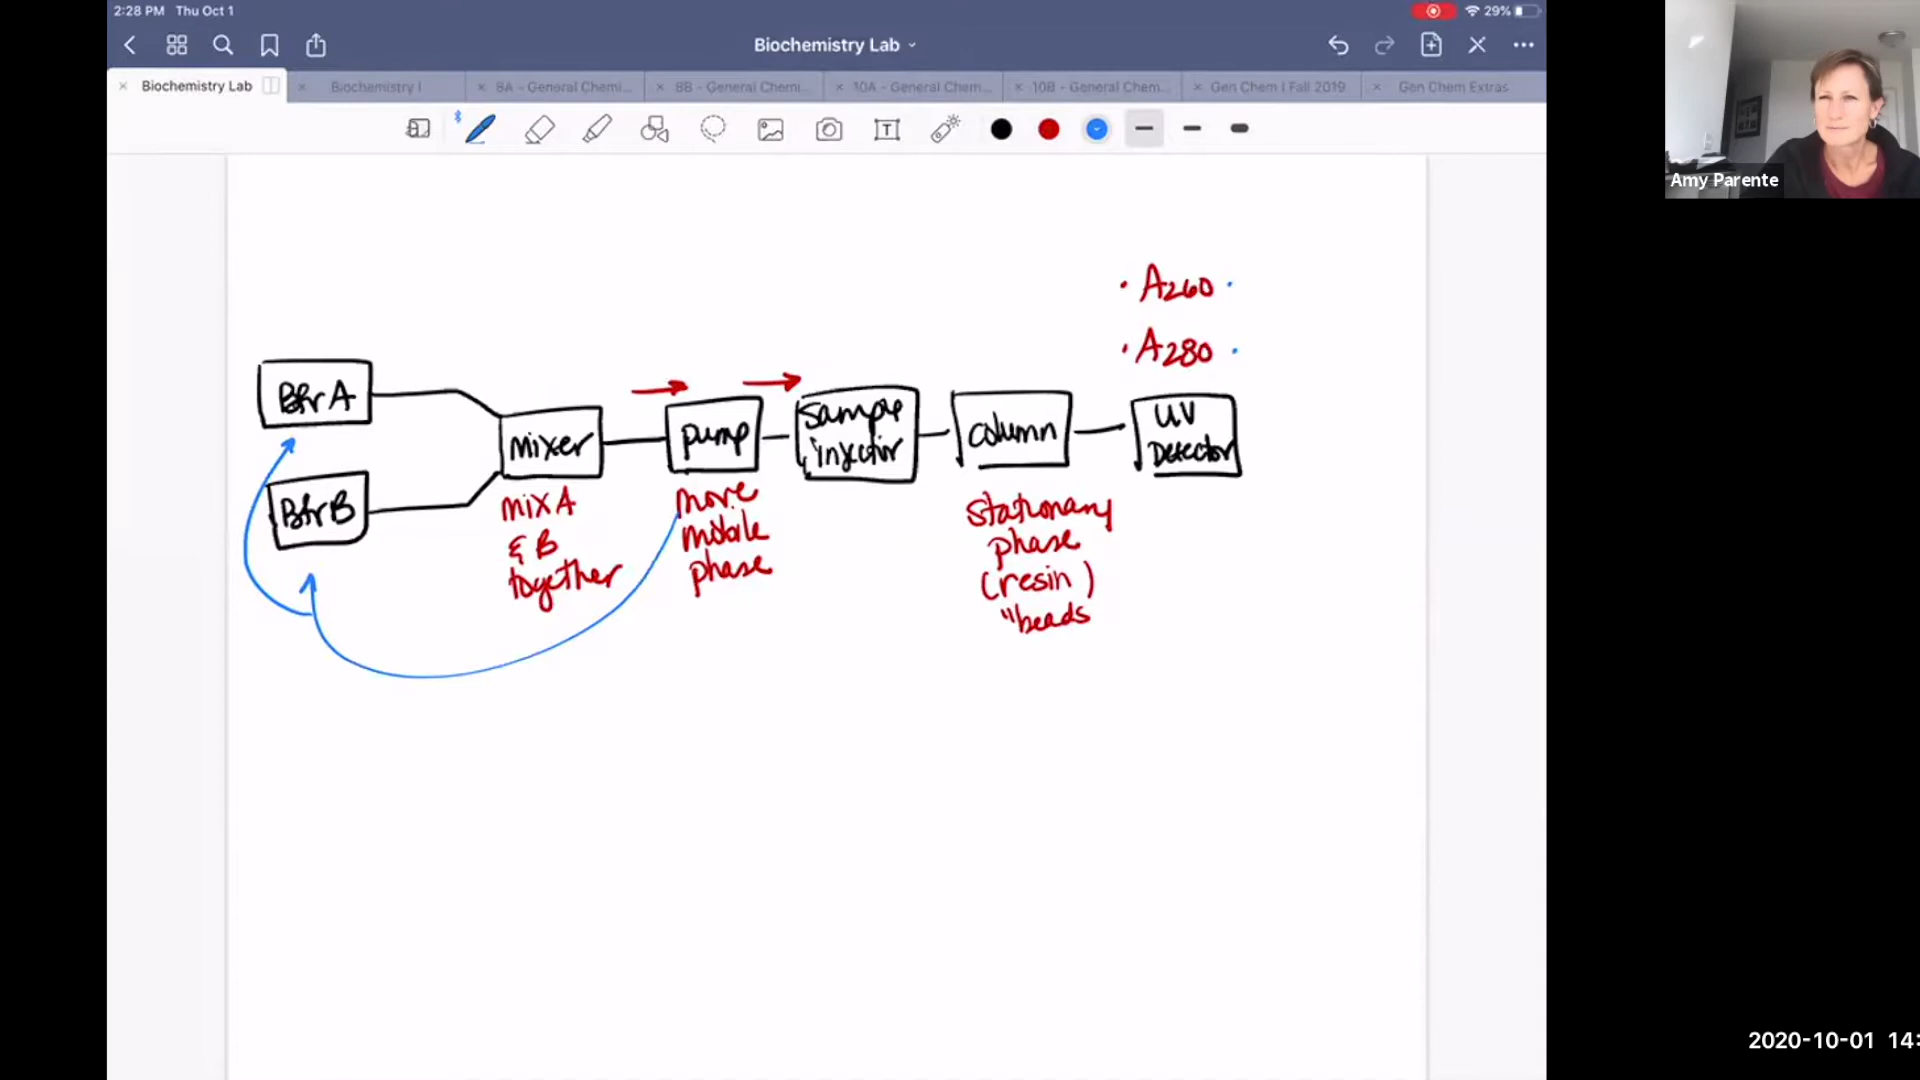 2:28 PM Thu Oct 1
29%
Biochemistry Lab
Biochemistry Lab
Biochemistry I
8A - General Chemi...
8B - General Chemi...
10A - General Chem...
10B - General Chem...
Gen Chem I Fall 2019
Gen Chem Extras
T
Amy Parente
• A260 •
• A280 •
Bfr A
Bfr B
mixer
pump
sample
injector
column
UV
Detector
mix A
& B
together
move
mobile
phase
stationary
phase
(resin)
"beads
2020-10-01 14: